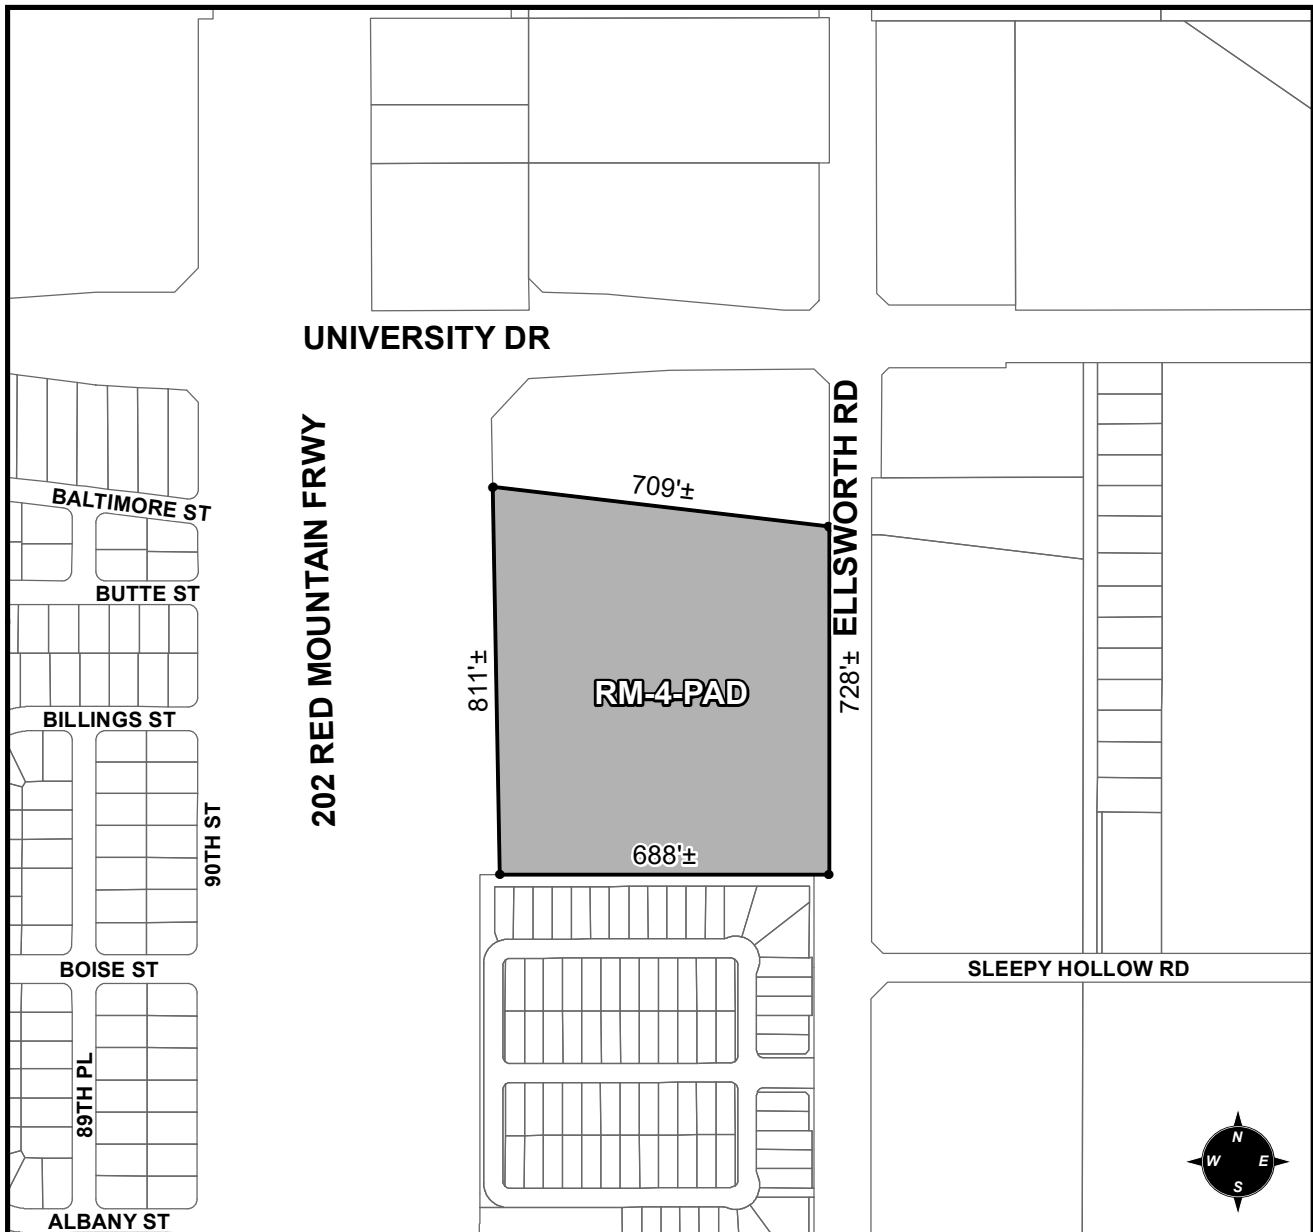 UNIVERSITY DR
202 RED MOUNTAIN FRWY
ELLSWORTH RD
BALTIMORE ST
709'±
BUTTE ST
811'±
728'±
RM-4-PAD
BILLINGS ST
90TH ST
688'±
BOISE ST
SLEEPY HOLLOW RD
89TH PL
N
W E
S
ALBANY ST